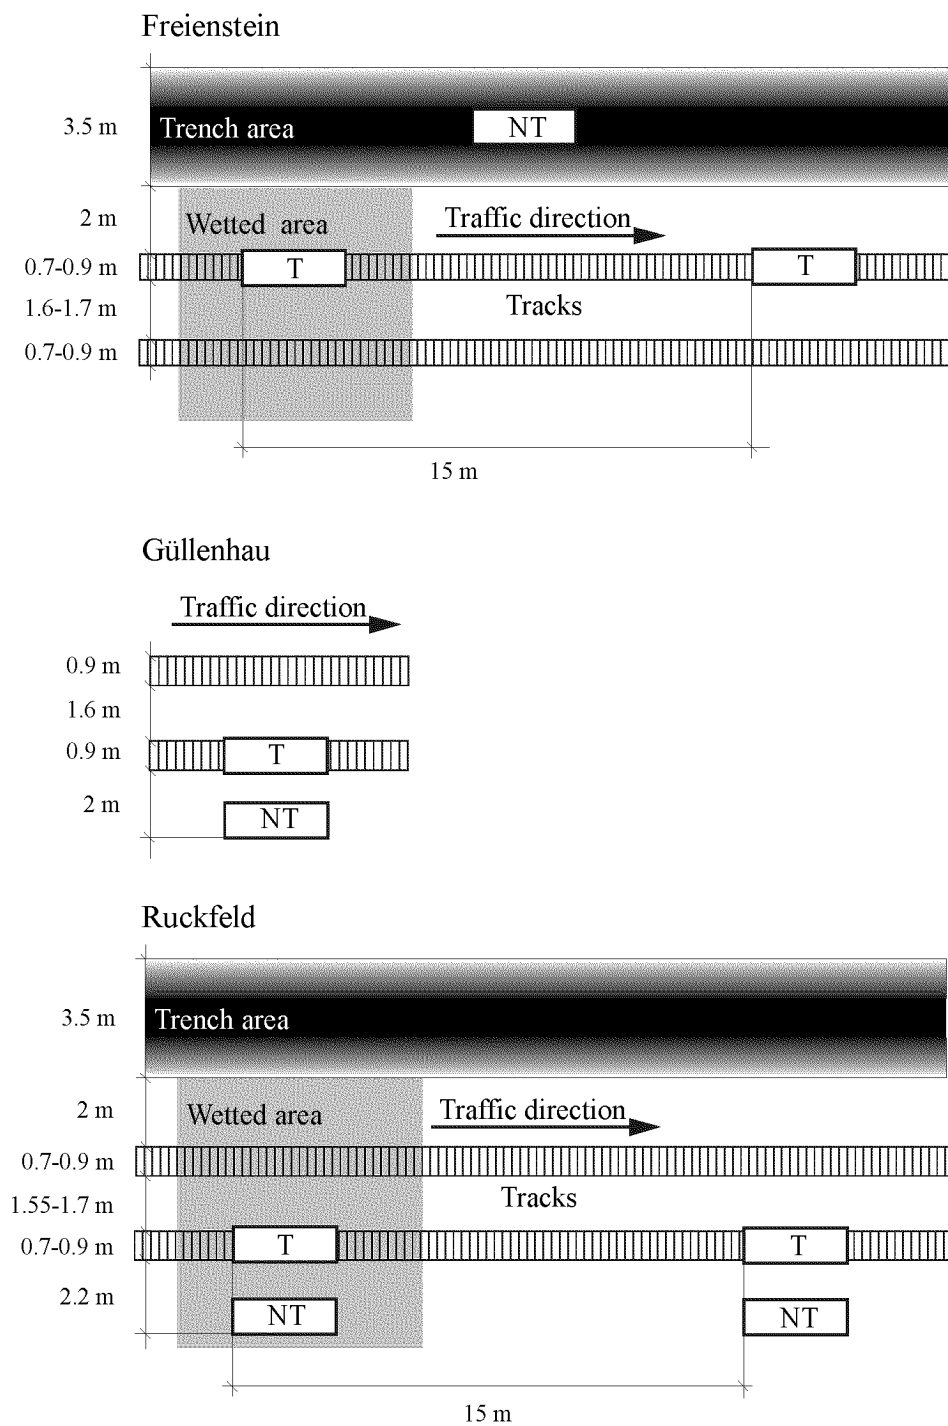 Freienstein
3.5 m
Trench area
NT
2 m
Wetted area
Traffic direction
0.7-0.9 m
T
T
1.6-1.7 m
Tracks
0.7-0.9 m
15 m
Güllenhau
Traffic direction
0.9 m
1.6 m
0.9 m
T
2 m
NT
Ruckfeld
3.5 m
Trench area
2 m
Wetted area
Traffic direction
0.7-0.9 m
1.55-1.7 m
Tracks
0.7-0.9 m
T
T
2.2 m
NT
NT
15 m